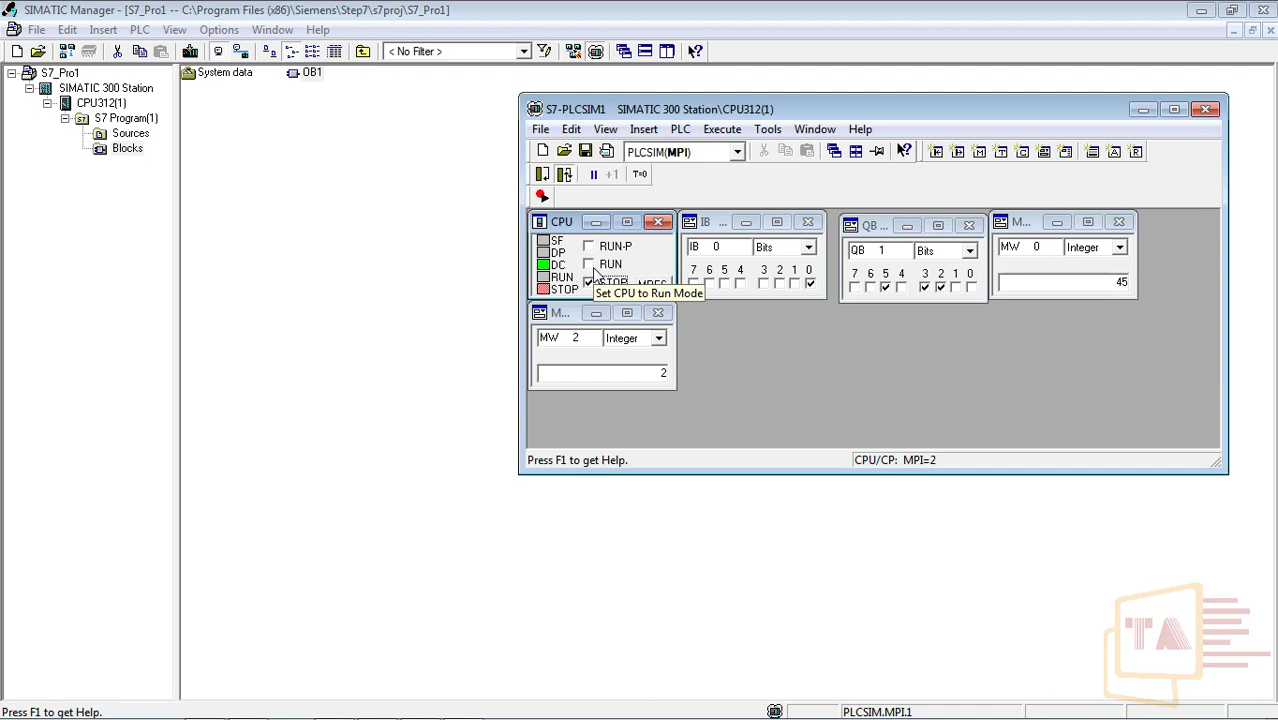 SIMATIC Manager - [S7_Pro1 -- C:\Program Files (x86)\Siemens\Step7\s7proj\S7_Pro1]
File Edit Insert PLC View Options Window Help
< No Filter >
S7_Pro1
SIMATIC 300 Station
CPU312(1)
S7 Program(1)
Sources
Blocks
System data OB1
S7-PLCSIM1 SIMATIC 300 Station\CPU312(1)
File Edit View Insert PLC Execute Tools Window Help
PLCSIM(MPI)
+1 T=0
CPU
SF
DP
DC
RUN
STOP
RUN-P
RUN
STOP
Set CPU to Run Mode
IB ...
IB 0 Bits
7 6 5 4 3 2 1 0
QB ...
QB 1 Bits
7 6 5 4 3 2 1 0
M...
MW 0 Integer
45
M...
MW 2 Integer
2
Press F1 to get Help. CPU/CP: MPI=2
TA
Press F1 to get Help. PLCSIM.MPI.1